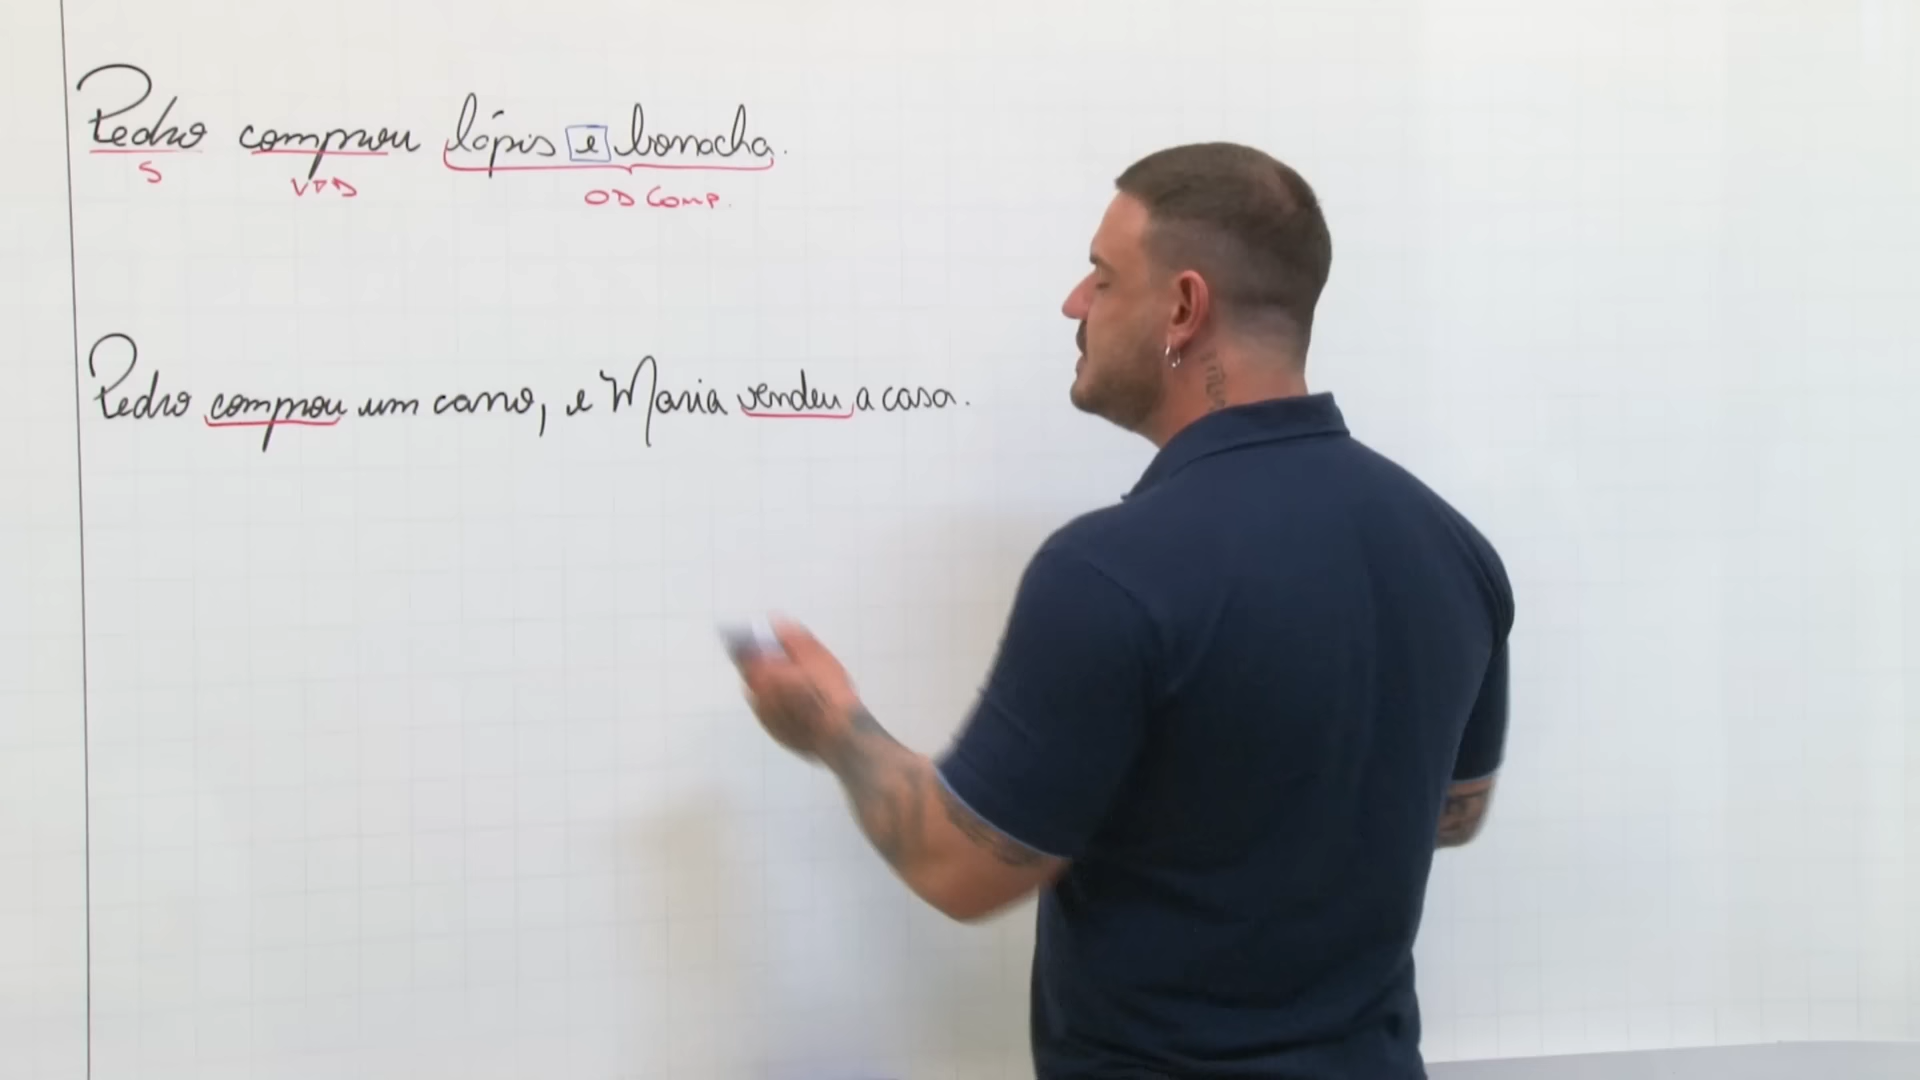 Pedro comprou lápis e borracha.
S VTD OD Comp.
Pedro comprou um carro, e Maria vendeu a casa.